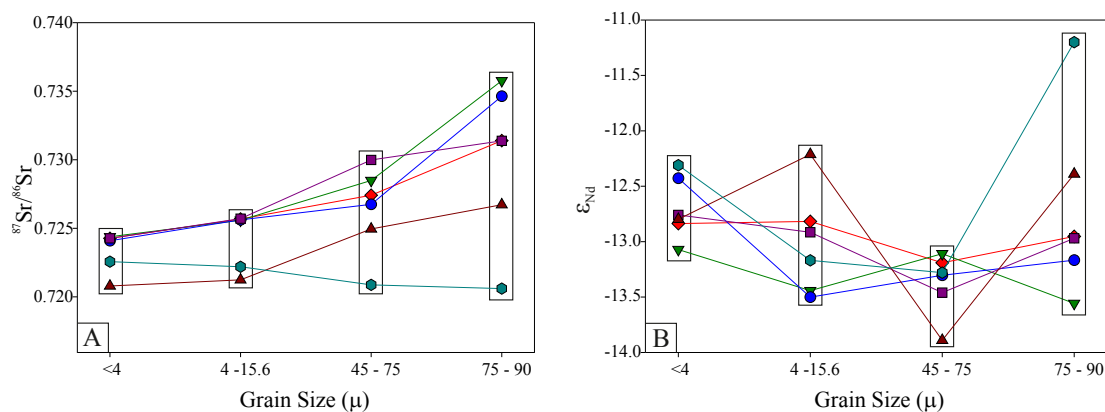 0.740
0.735
0.730
0.725
0.720
⁸⁷Sr/⁸⁶Sr
A
<4
4 -15.6
45 - 75
75 - 90
Grain Size (μ)
-11.0
-11.5
-12.0
-12.5
-13.0
-13.5
-14.0
εNd
B
<4
4 -15.6
45 - 75
75 - 90
Grain Size (μ)